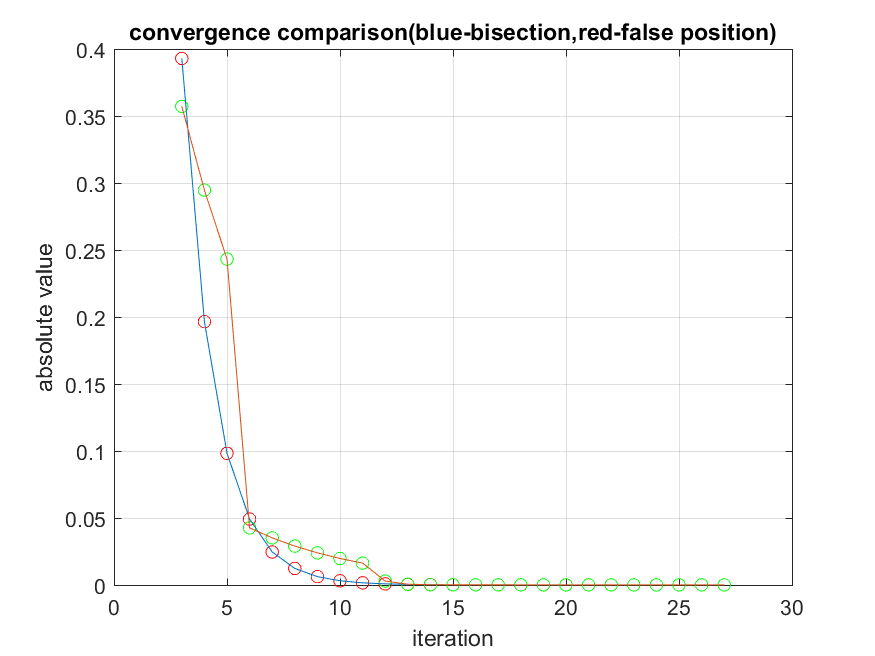 convergence comparison(blue-bisection,red-false position)
0.4
0.35
0.3
0.25
0.2
0.15
0.1
0.05
0
absolute value
0 5 10 15 20 25 30
iteration